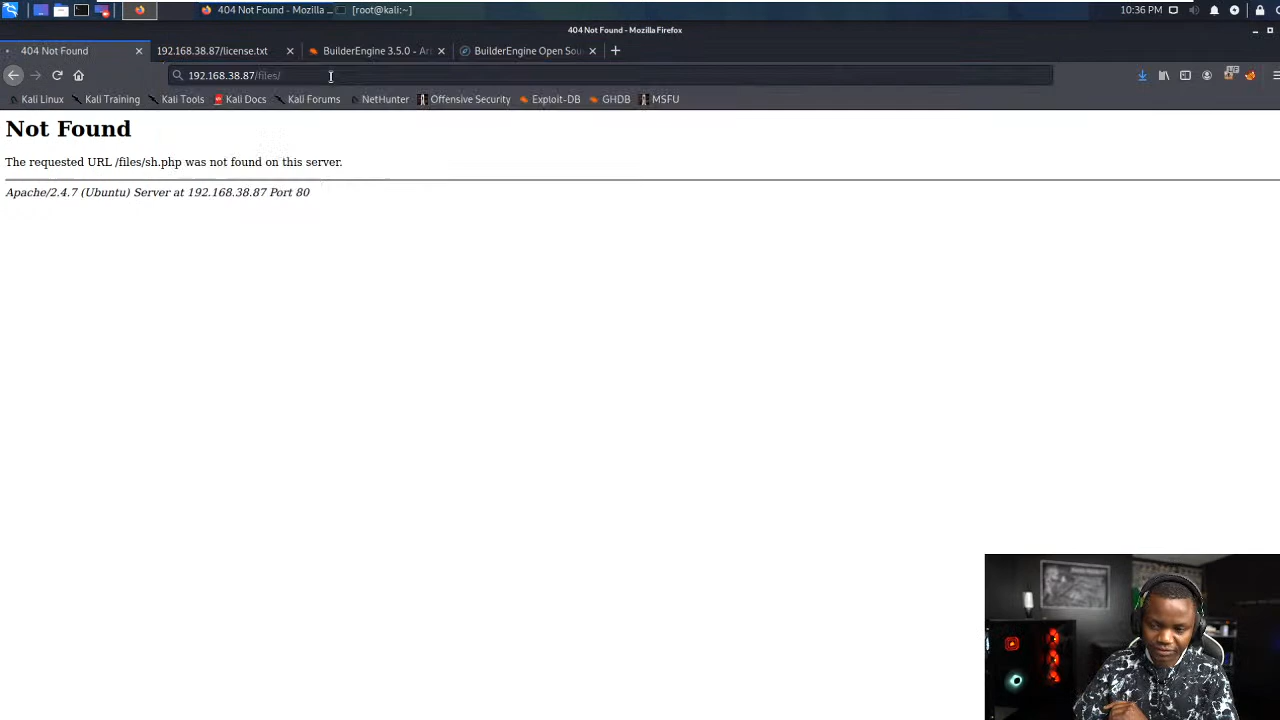 404 Not Found - Mozilla ... [root@kali:~] 10:36 PM
404 Not Found - Mozilla Firefox
404 Not Found 192.168.38.87/license.txt BuilderEngine 3.5.0 - Ar BuilderEngine Open Sou
192.168.38.87/files/
Kali Linux Kali Training Kali Tools Kali Docs Kali Forums NetHunter Offensive Security Exploit-DB GHDB MSFU
Not Found
The requested URL /files/sh.php was not found on this server.
Apache/2.4.7 (Ubuntu) Server at 192.168.38.87 Port 80